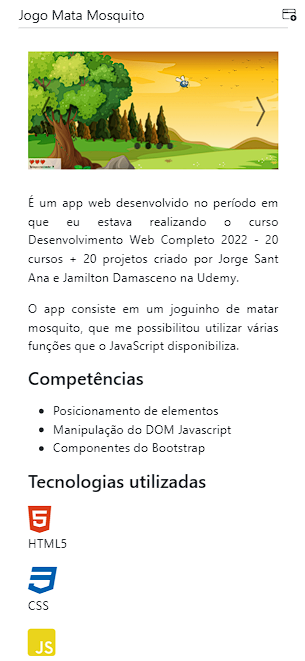 Jogo Mata Mosquito
É um app web desenvolvido no período em
que eu estava realizando o curso
Desenvolvimento Web Completo 2022 - 20
cursos + 20 projetos criado por Jorge Sant
Ana e Jamilton Damasceno na Udemy.
O app consiste em um joguinho de matar
mosquito, que me possibilitou utilizar várias
funções que o JavaScript disponibiliza.
Competências
Posicionamento de elementos
Manipulação do DOM Javascript
Componentes do Bootstrap
Tecnologias utilizadas
HTML5
CSS
JS